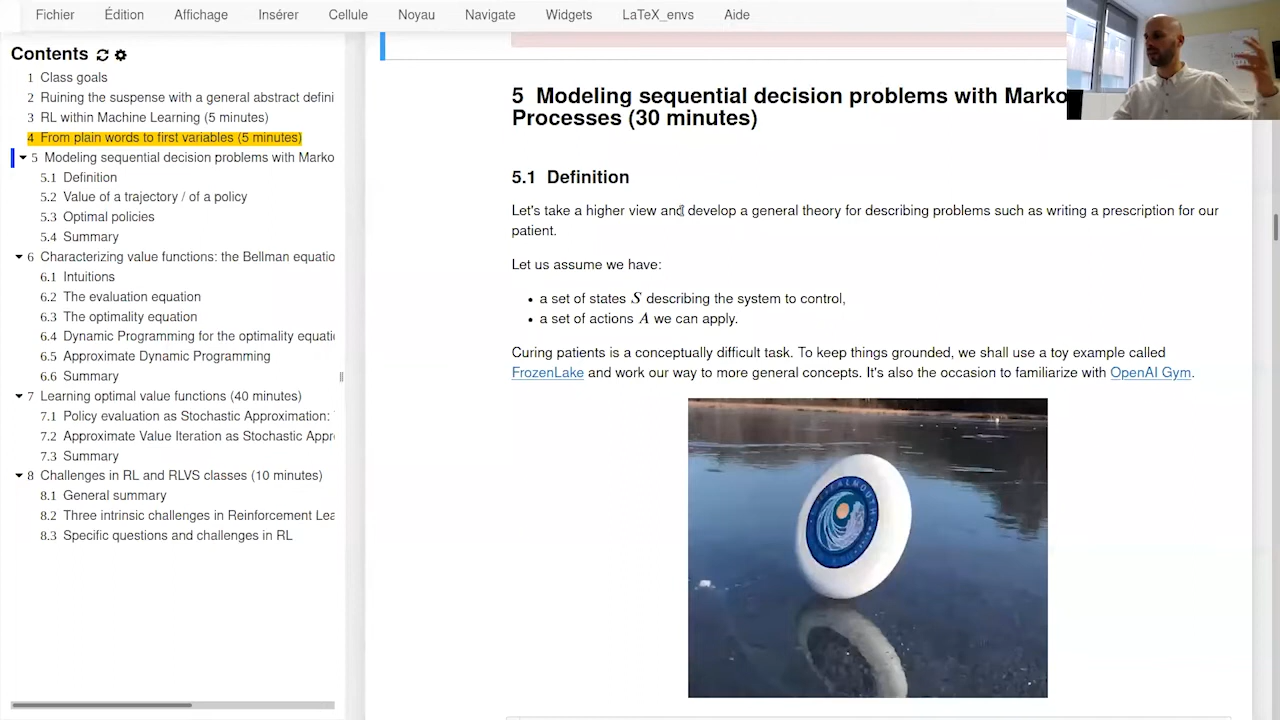 Fichier Édition Affichage Insérer Cellule Noyau Navigate Widgets LaTeX_envs Aide
Contents
1 Class goals
2 Ruining the suspense with a general abstract defini
3 RL within Machine Learning (5 minutes)
4 From plain words to first variables (5 minutes)
5 Modeling sequential decision problems with Marko
5.1 Definition
5.2 Value of a trajectory / of a policy
5.3 Optimal policies
5.4 Summary
6 Characterizing value functions: the Bellman equatio
6.1 Intuitions
6.2 The evaluation equation
6.3 The optimality equation
6.4 Dynamic Programming for the optimality equati
6.5 Approximate Dynamic Programming
6.6 Summary
7 Learning optimal value functions (40 minutes)
7.1 Policy evaluation as Stochastic Approximation:
7.2 Approximate Value Iteration as Stochastic Appr
7.3 Summary
8 Challenges in RL and RLVS classes (10 minutes)
8.1 General summary
8.2 Three intrinsic challenges in Reinforcement Lea
8.3 Specific questions and challenges in RL
5 Modeling sequential decision problems with Marko
Processes (30 minutes)
5.1 Definition
Let's take a higher view and develop a general theory for describing problems such as writing a prescription for our
patient.
Let us assume we have:
• a set of states S describing the system to control,
• a set of actions A we can apply.
Curing patients is a conceptually difficult task. To keep things grounded, we shall use a toy example called
FrozenLake and work our way to more general concepts. It's also the occasion to familiarize with OpenAI Gym.